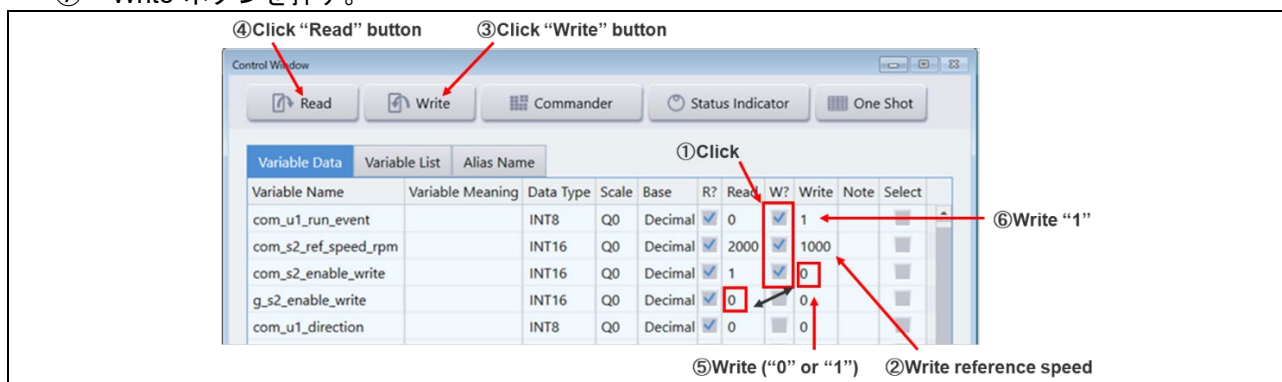 ④Click “Read” button ③Click “Write” button
Control Window
Read Write Commander Status Indicator One Shot
①Click
Variable Data Variable List Alias Name
Variable Name Variable Meaning Data Type Scale Base R? Read W? Write Note Select
com_u1_run_event INT8 Q0 Decimal 0 1
⑥Write “1”
com_s2_ref_speed_rpm INT16 Q0 Decimal 2000 1000
com_s2_enable_write INT16 Q0 Decimal 1 0
g_s2_enable_write INT16 Q0 Decimal 0 0
com_u1_direction INT8 Q0 Decimal 0 0
⑤Write (“0” or “1”) ②Write reference speed